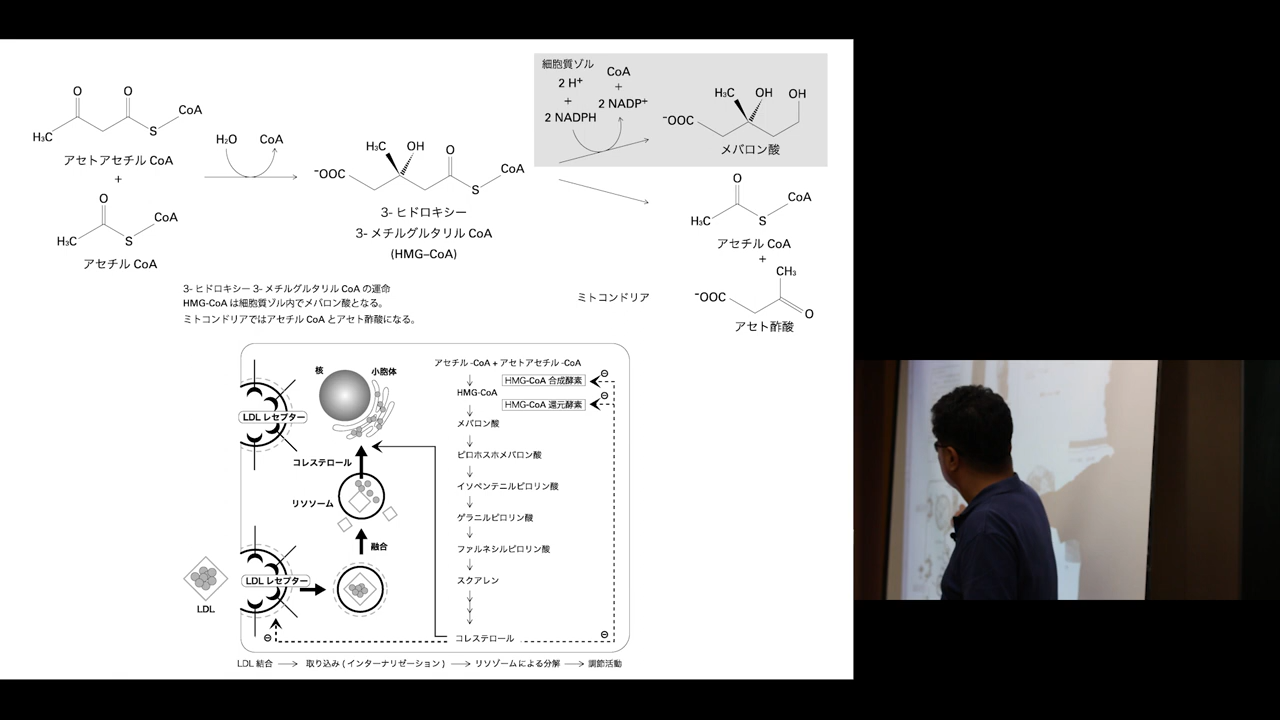 O
O
CoA
H₃C
S
アセトアセチル CoA
+
O
CoA
H₃C
S
アセチル CoA
H₂O
CoA
H₃C
OH
O
⁻OOC
CoA
S
3- ヒドロキシー
3- メチルグルタリル CoA
(HMG–CoA)
細胞質ゾル
CoA
2 H⁺
+
+
2 NADP⁺
2 NADPH
H₃C
OH
OH
⁻OOC
メバロン酸
O
CoA
H₃C
S
アセチル CoA
+
CH₃
ミトコンドリア
⁻OOC
O
アセト酢酸
3- ヒドロキシー 3- メチルグルタリル CoA の運命
HMG-CoA は細胞質ゾル内でメバロン酸となる。
ミトコンドリアではアセチル CoA とアセト酢酸になる。
核
小胞体
LDL レセプター
コレステロール
リソソーム
融合
LDL レセプター
LDL
⊖
アセチル -CoA + アセトアセチル -CoA
↓
HMG-CoA 合成酵素
⊖
HMG-CoA
HMG-CoA 還元酵素
⊖
↓
メバロン酸
↓
ピロホスホメバロン酸
↓
イソペンテニルピロリン酸
↓
ゲラニルピロリン酸
↓
ファルネシルピロリン酸
↓
スクアレン
↓
コレステロール
⊖
LDL 結合 → 取り込み ( インターナリゼーション ) → リソゾームによる分解 → 調節活動